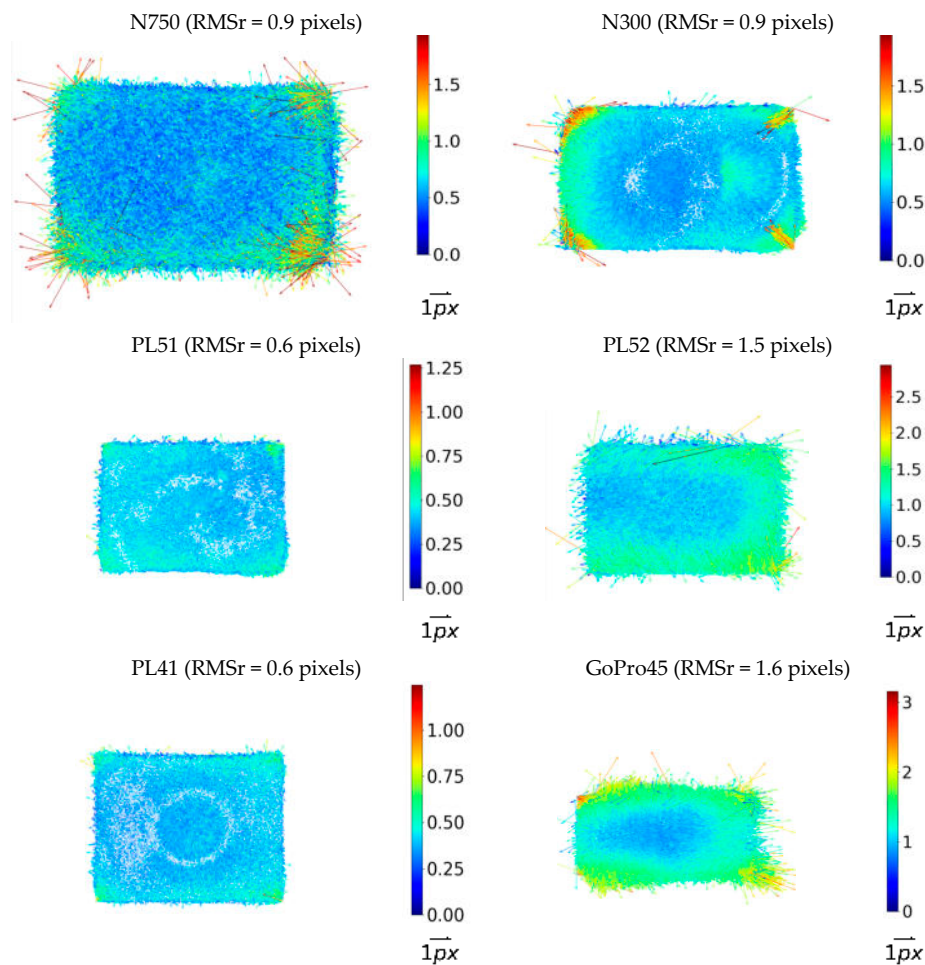 N750 (RMSr = 0.9 pixels)
1.5
1.0
0.5
0.0
1px
N300 (RMSr = 0.9 pixels)
1.5
1.0
0.5
0.0
1px
PL51 (RMSr = 0.6 pixels)
1.25
1.00
0.75
0.50
0.25
0.00
1px
PL52 (RMSr = 1.5 pixels)
2.5
2.0
1.5
1.0
0.5
0.0
1px
PL41 (RMSr = 0.6 pixels)
1.00
0.75
0.50
0.25
0.00
1px
GoPro45 (RMSr = 1.6 pixels)
3
2
1
0
1px